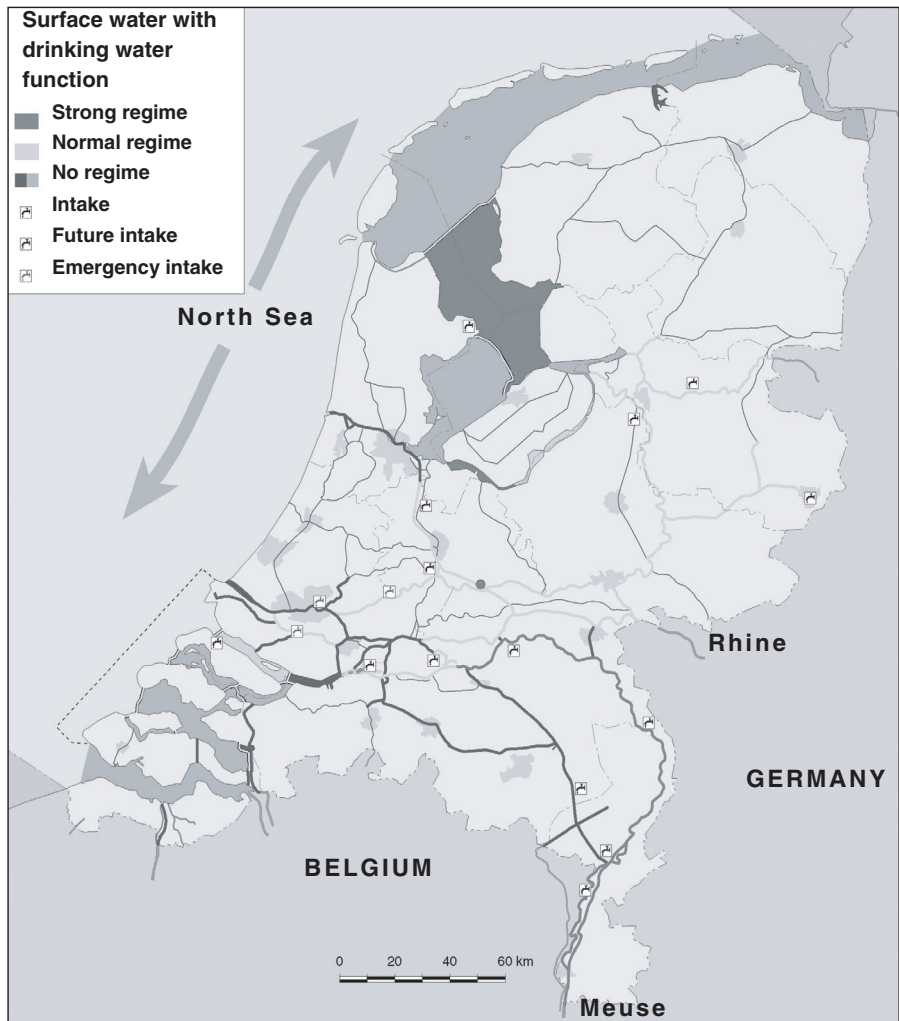 Surface water with
drinking water
function
Strong regime
Normal regime
No regime
Intake
Future intake
Emergency intake
North Sea
Rhine
GERMANY
BELGIUM
0 20 40 60 km
Meuse